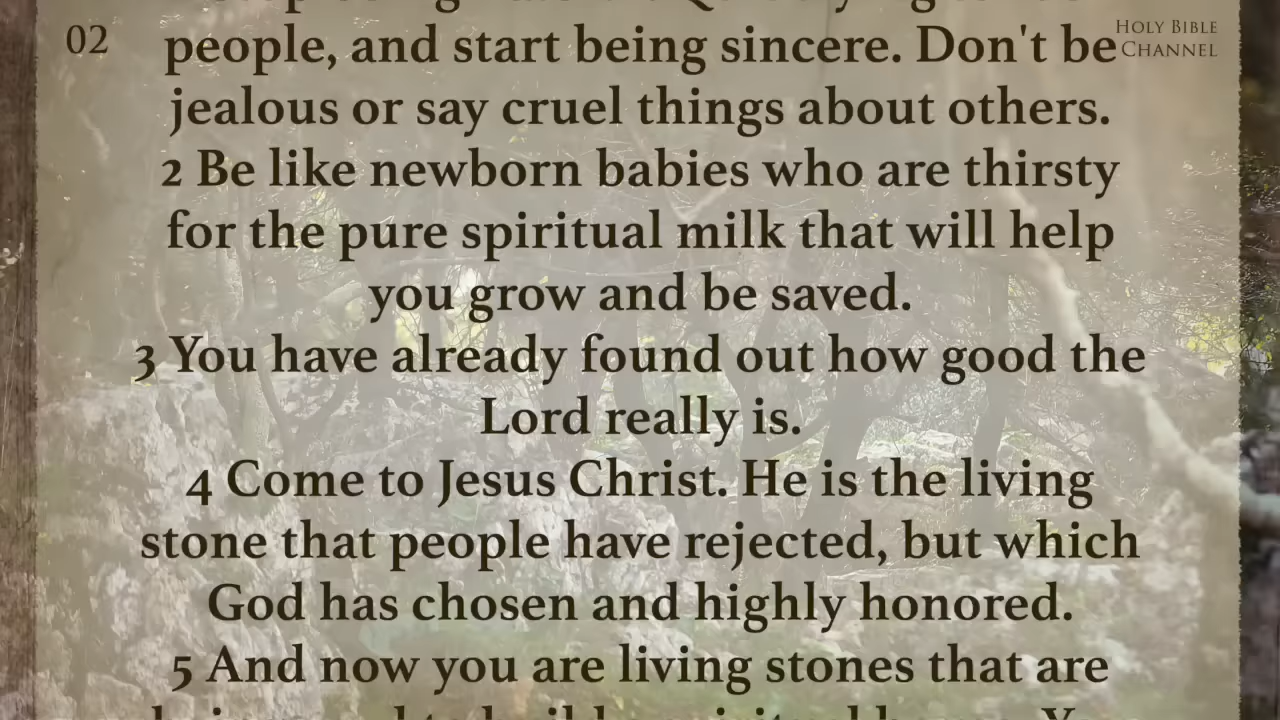 02
HOLY BIBLE
CHANNEL
people, and start being sincere. Don't be
jealous or say cruel things about others.
2 Be like newborn babies who are thirsty
for the pure spiritual milk that will help
you grow and be saved.
3 You have already found out how good the
Lord really is.
4 Come to Jesus Christ. He is the living
stone that people have rejected, but which
God has chosen and highly honored.
5 And now you are living stones that are